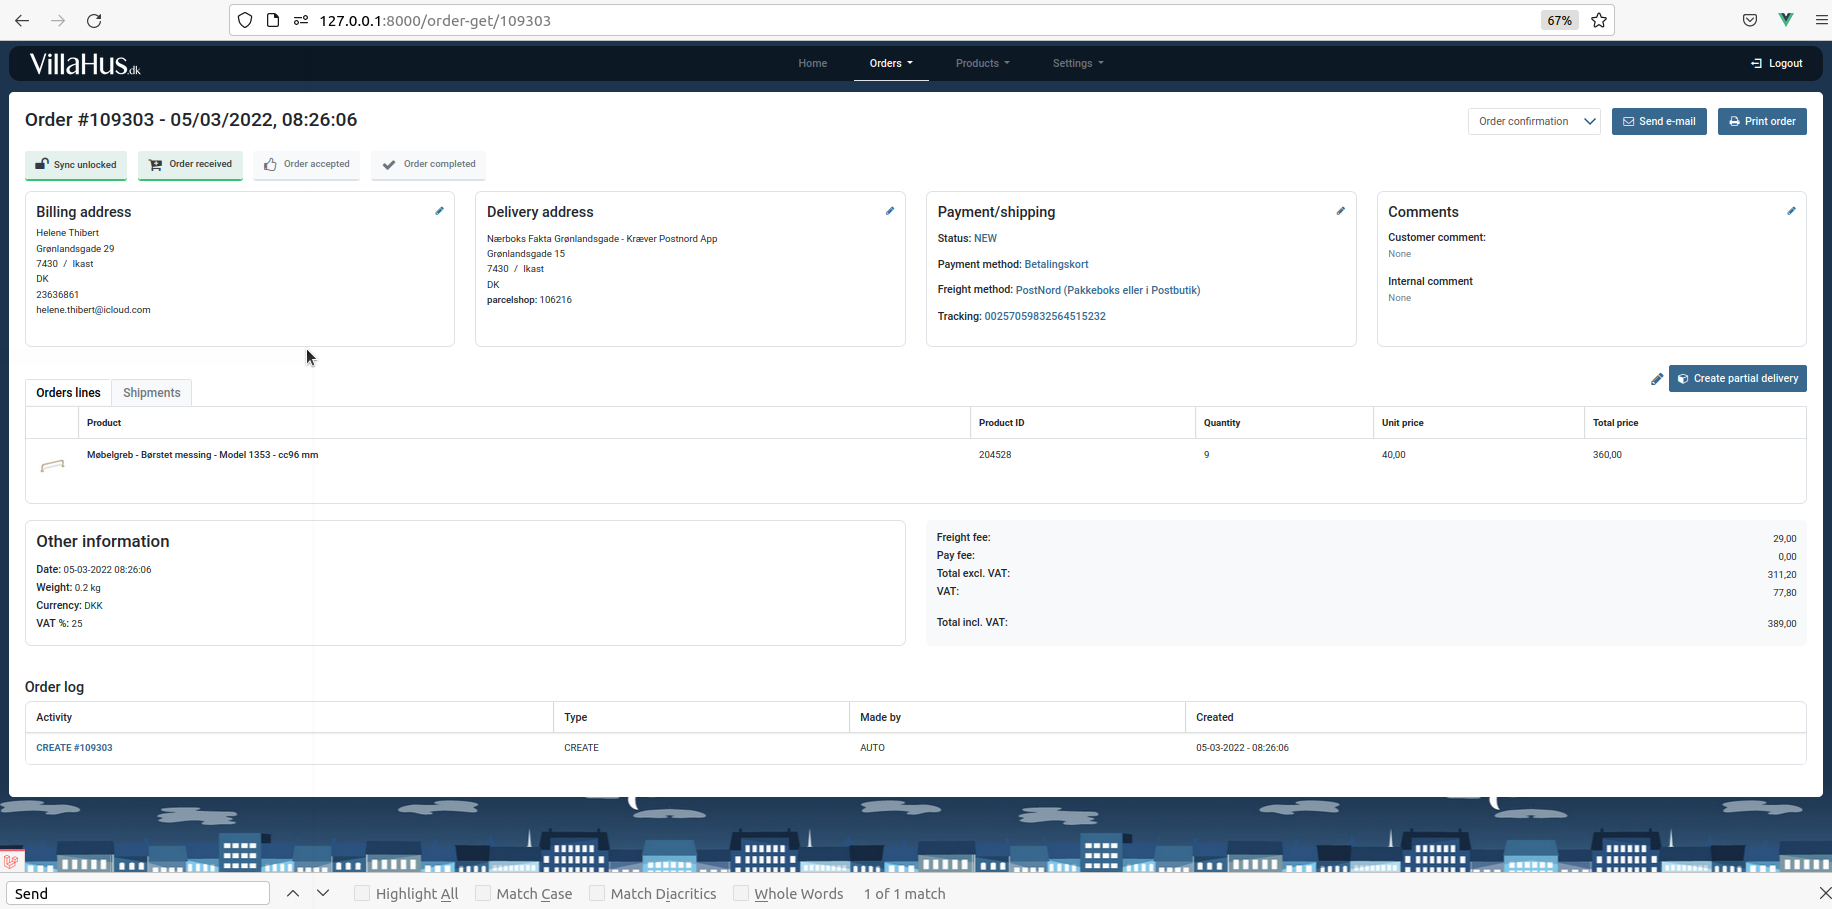 127.0.0.1:8000/order-get/109303
67%
VillaHus.dk
Home
Orders
Products
Settings
Logout
Order #109303 - 05/03/2022, 08:26:06
Order confirmation
Send e-mail
Print order
Sync unlocked
Order received
Order accepted
Order completed
Billing address
Helene Thibert
Grønlandsgade 29
7430 / Ikast
DK
23636861
helene.thibert@icloud.com
Delivery address
Nærboks Fakta Grønlandsgade - Kræver Postnord App
Grønlandsgade 15
7430 / Ikast
DK
parcelshop: 106216
Payment/shipping
Status: NEW
Payment method: Betalingskort
Freight method: PostNord (Pakkeboks eller i Postbutik)
Tracking: 00257059832564515232
Comments
Customer comment:
None
Internal comment
None
Orders lines
Shipments
Create partial delivery
Product
Product ID
Quantity
Unit price
Total price
Møbelgreb - Børstet messing - Model 1353 - cc96 mm
204528
9
40,00
360,00
Other information
Date: 05-03-2022 08:26:06
Weight: 0.2 kg
Currency: DKK
VAT %: 25
Freight fee: 29,00
Pay fee: 0,00
Total excl. VAT: 311,20
VAT: 77,80
Total incl. VAT: 389,00
Order log
Activity
Type
Made by
Created
CREATE #109303
CREATE
AUTO
05-03-2022 - 08:26:06
Send
Highlight All
Match Case
Match Diacritics
Whole Words
1 of 1 match